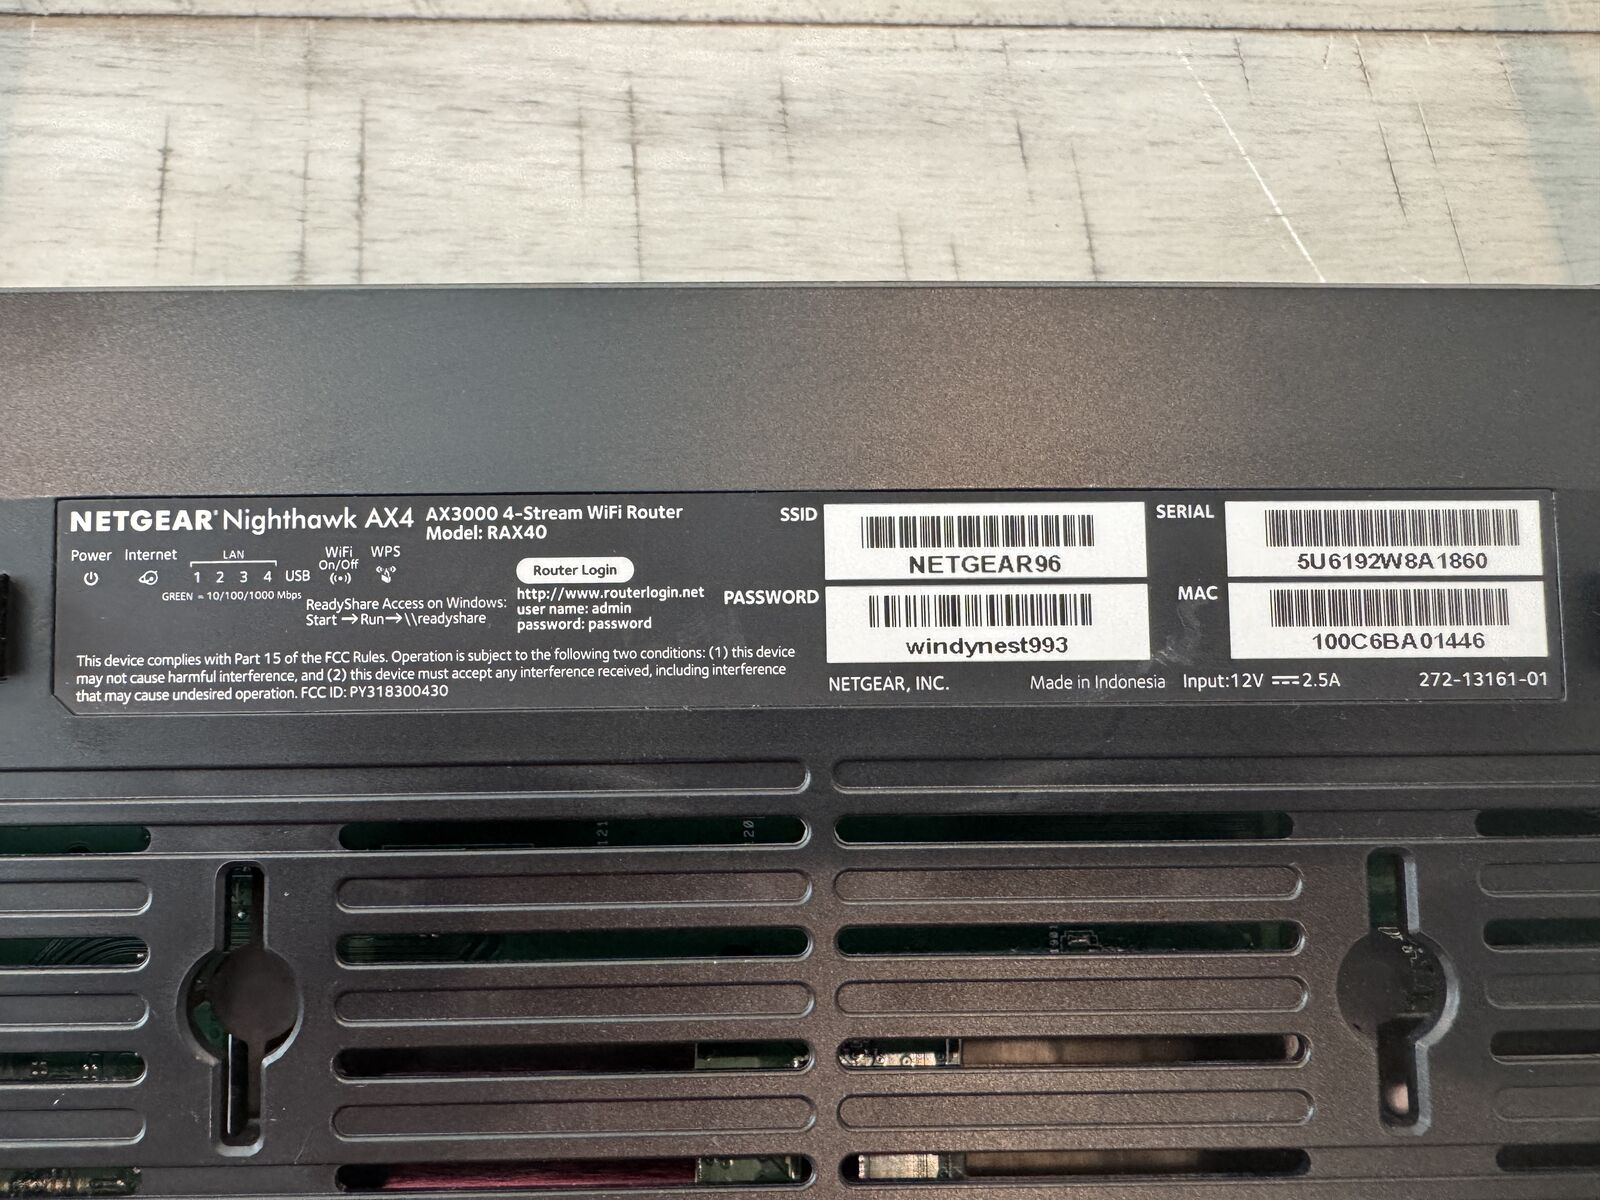 NETGEAR® Nighthawk AX4
AX3000 4-Stream WiFi Router
Model: RAX40
Power
Internet
LAN
1 2 3 4
USB
WiFi
On/Off
WPS
GREEN = 10/100/1000 Mbps
ReadyShare Access on Windows:
Start → Run → \\readyshare
Router Login
http://www.routerlogin.net
user name: admin
password: password
This device complies with Part 15 of the FCC Rules. Operation is subject to the following two conditions: (1) this device
may not cause harmful interference, and (2) this device must accept any interference received, including interference
that may cause undesired operation. FCC ID: PY318300430
SSID
NETGEAR96
PASSWORD
windynest993
SERIAL
5U6192W8A1860
MAC
100C6BA01446
NETGEAR, INC.
Made in Indonesia
Input:12V ⎓ 2.5A
272-13161-01
121
120